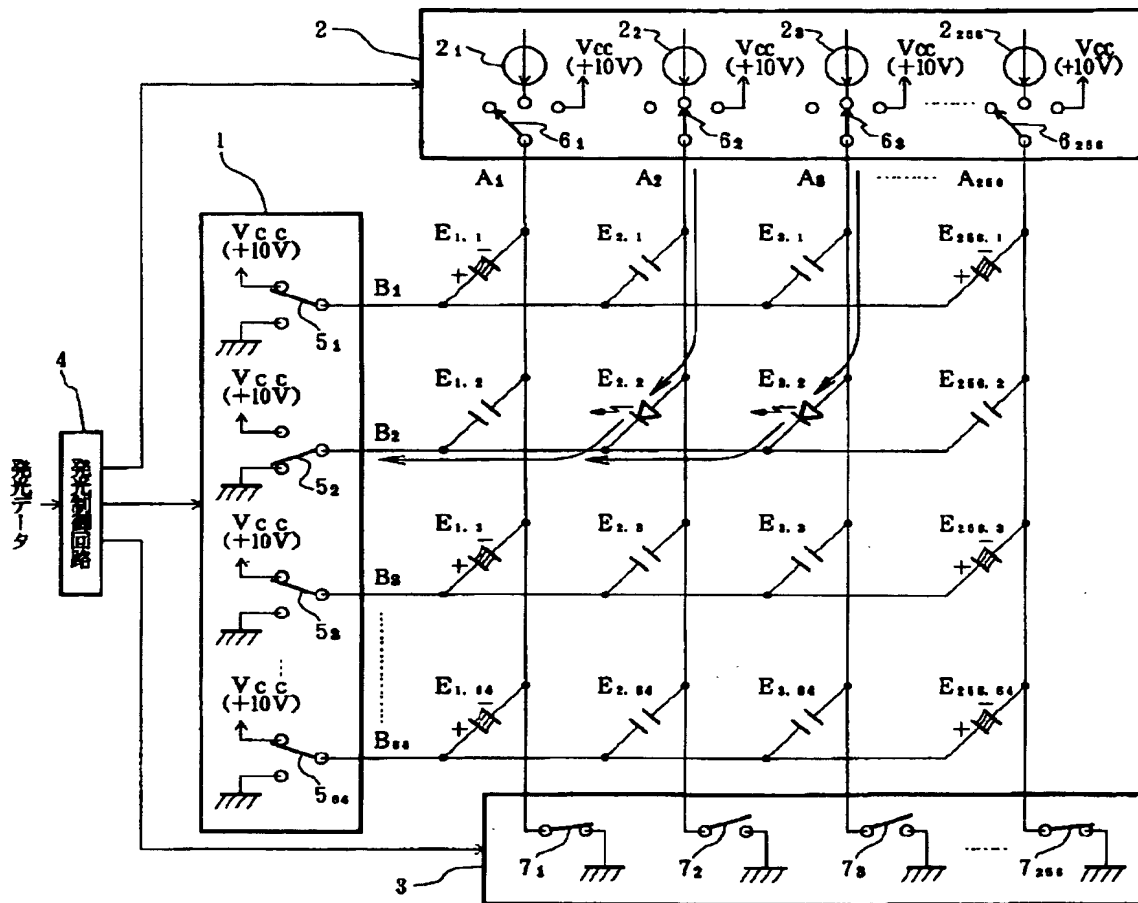 2
2₁
Vcc
(+10V)
2₂
Vcc
(+10V)
2₃
Vcc
(+10V)
2₂₅₆
Vcc
(+10V)
6₁
6₂
6₃
6₂₅₆
1
A₁
A₂
A₃
A₂₅₆
Vcc
(+10V)
B₁
5₁
E₁.₁
E₂.₁
E₃.₁
E₂₅₆.₁
+
−
+
−
4
発光データ
発光制御回路
Vcc
(+10V)
B₂
5₂
E₁.₂
E₂.₂
E₃.₂
E₂₅₆.₂
Vcc
(+10V)
B₃
5₃
E₁.₃
E₂.₃
E₃.₃
E₂₅₆.₃
+
−
+
−
Vcc
(+10V)
5₆₄
E₁.₆₄
E₂.₆₄
E₃.₆₄
E₂₅₆.₆₄
+
−
+
−
3
7₁
7₂
7₃
7₂₅₆